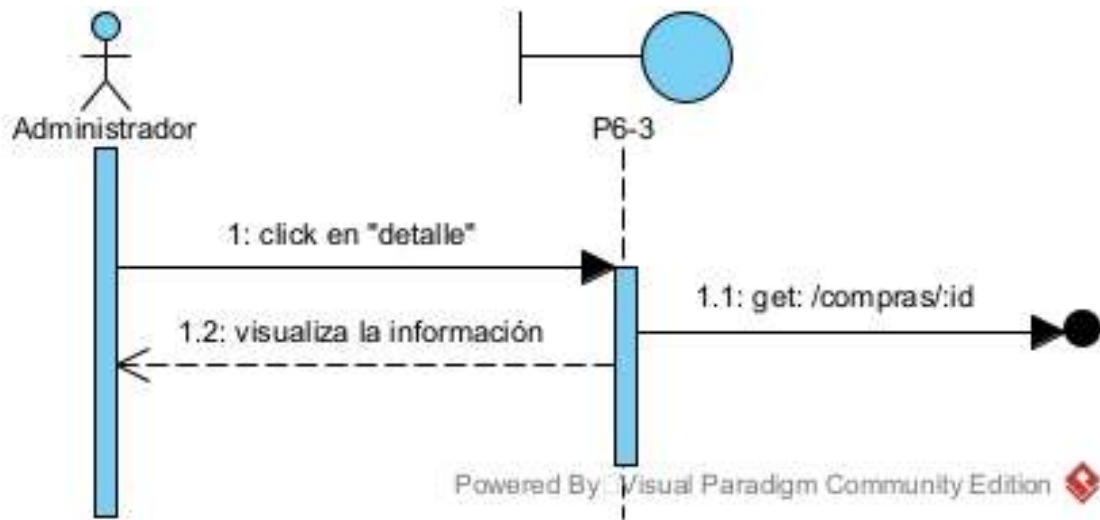 Administrador
P6-3
1: click en "detalle"
1.1: get: /compras/:id
1.2: visualiza la información
Powered By Visual Paradigm Community Edition